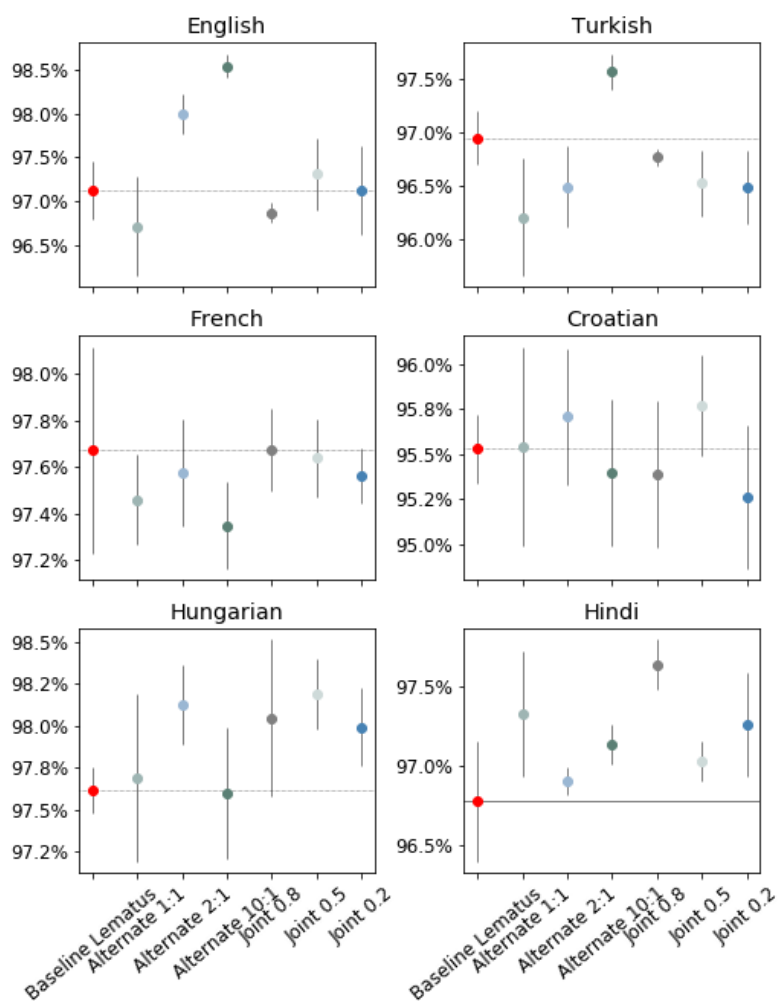 English
98.5%
98.0%
97.5%
97.0%
96.5%
Turkish
97.5%
97.0%
96.5%
96.0%
French
98.0%
97.8%
97.6%
97.4%
97.2%
Croatian
96.0%
95.8%
95.5%
95.2%
95.0%
Hungarian
98.5%
98.2%
98.0%
97.8%
97.5%
97.2%
Hindi
97.5%
97.0%
96.5%
Baseline Lematus
Alternate 1:1
Alternate 2:1
Alternate 10:1
Joint 0.8
Joint 0.5
Joint 0.2
Baseline Lematus
Alternate 1:1
Alternate 2:1
Alternate 10:1
Joint 0.8
Joint 0.5
Joint 0.2